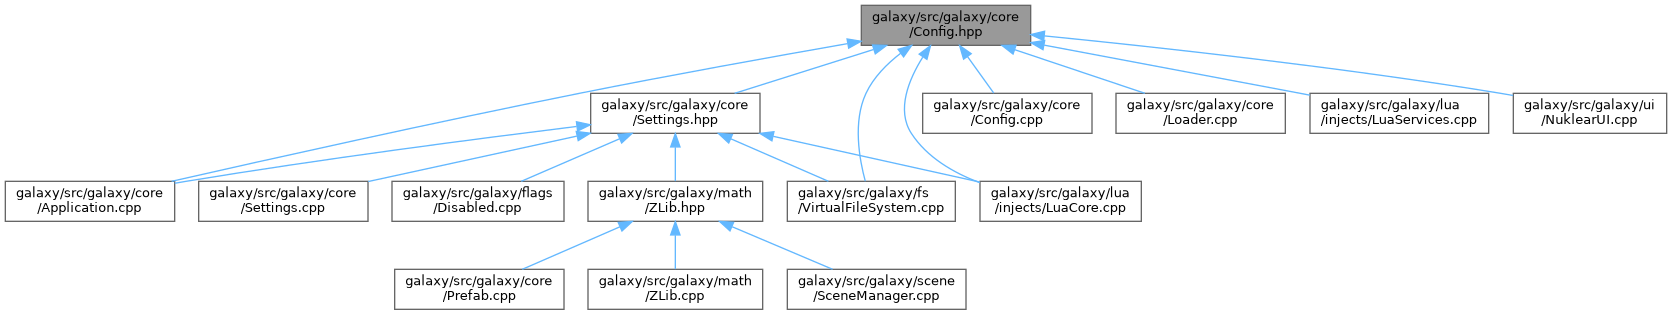 galaxy/src/galaxy/core
/Config.hpp
galaxy/src/galaxy/core
/Settings.hpp
galaxy/src/galaxy/core
/Config.cpp
galaxy/src/galaxy/core
/Loader.cpp
galaxy/src/galaxy/lua
/injects/LuaServices.cpp
galaxy/src/galaxy/ui
/NuklearUI.cpp
galaxy/src/galaxy/core
/Application.cpp
galaxy/src/galaxy/core
/Settings.cpp
galaxy/src/galaxy/flags
/Disabled.cpp
galaxy/src/galaxy/math
/ZLib.hpp
galaxy/src/galaxy/fs
/VirtualFileSystem.cpp
galaxy/src/galaxy/lua
/injects/LuaCore.cpp
galaxy/src/galaxy/core
/Prefab.cpp
galaxy/src/galaxy/math
/ZLib.cpp
galaxy/src/galaxy/scene
/SceneManager.cpp